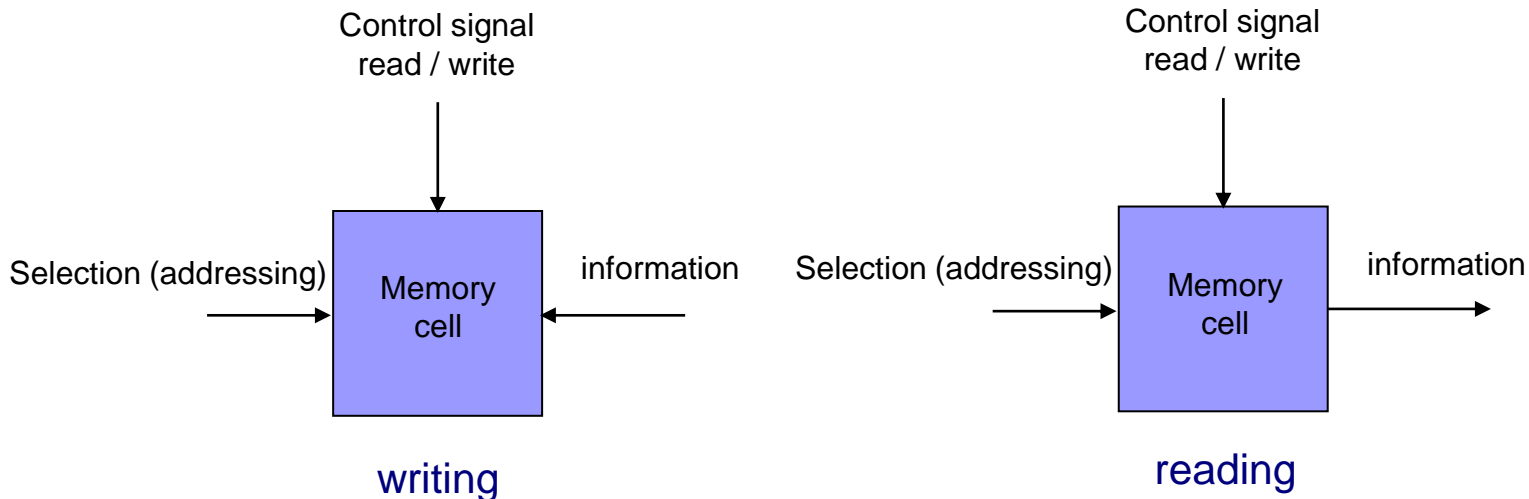 Control signal
read / write
Selection (addressing)
Memory
cell
information
writing
Control signal
read / write
Selection (addressing)
Memory
cell
information
reading